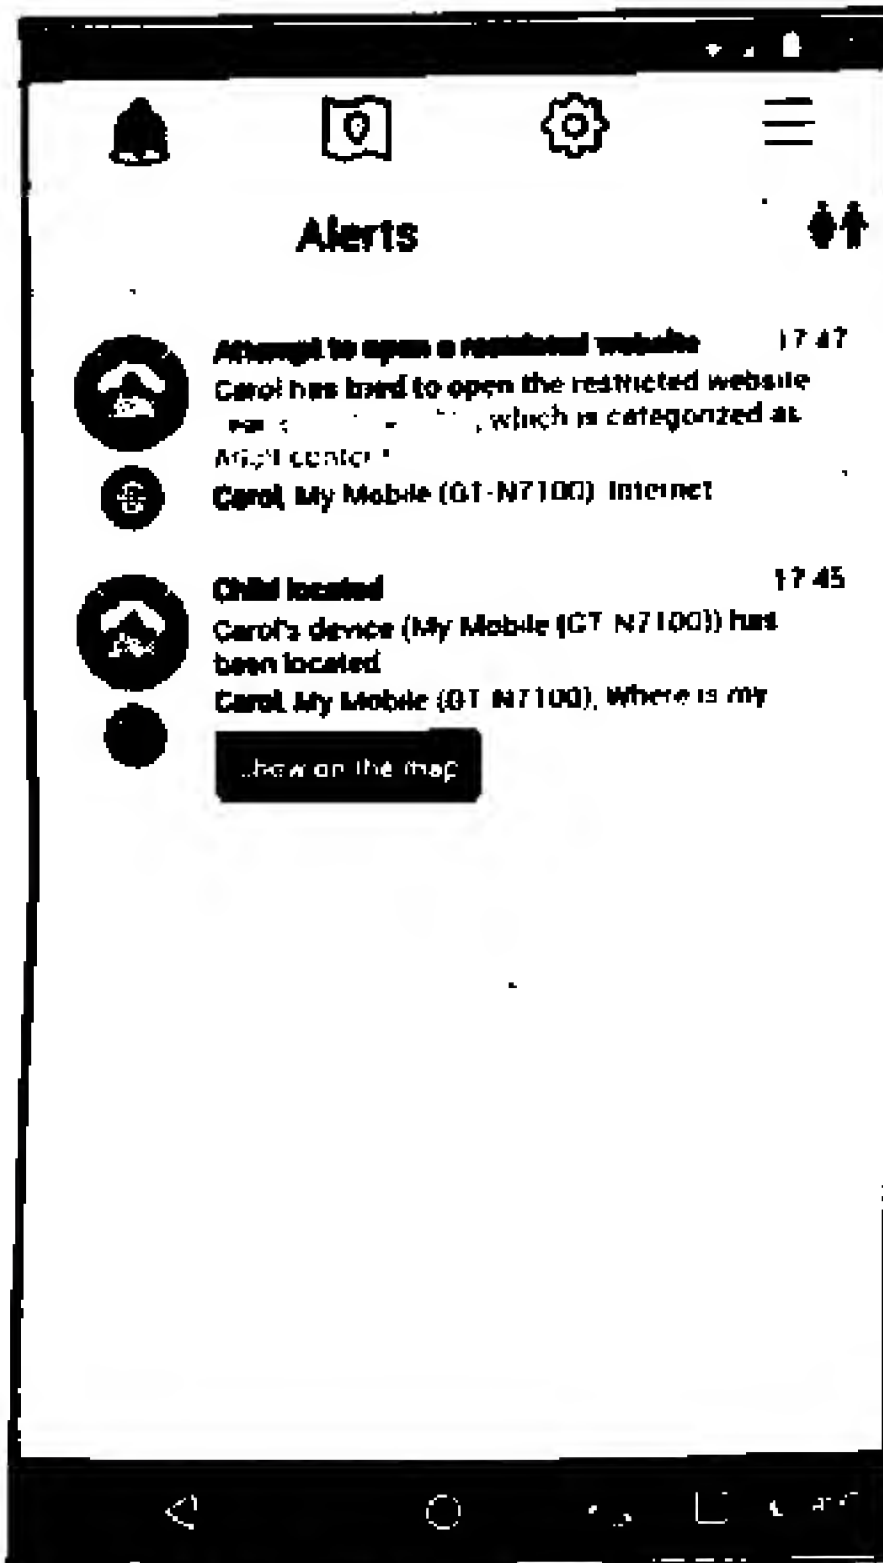 Alerts
Attempt to open a restricted website 17:47
Carol has tried to open the restricted website
, which is categorized as
Adult content
Carol, My Mobile (GT-N7100) Internet
Child located 17:45
Carol's device (My Mobile (GT-N7100)) has
been located
Carol, My Mobile (GT-N7100), Where is my
Show on the map